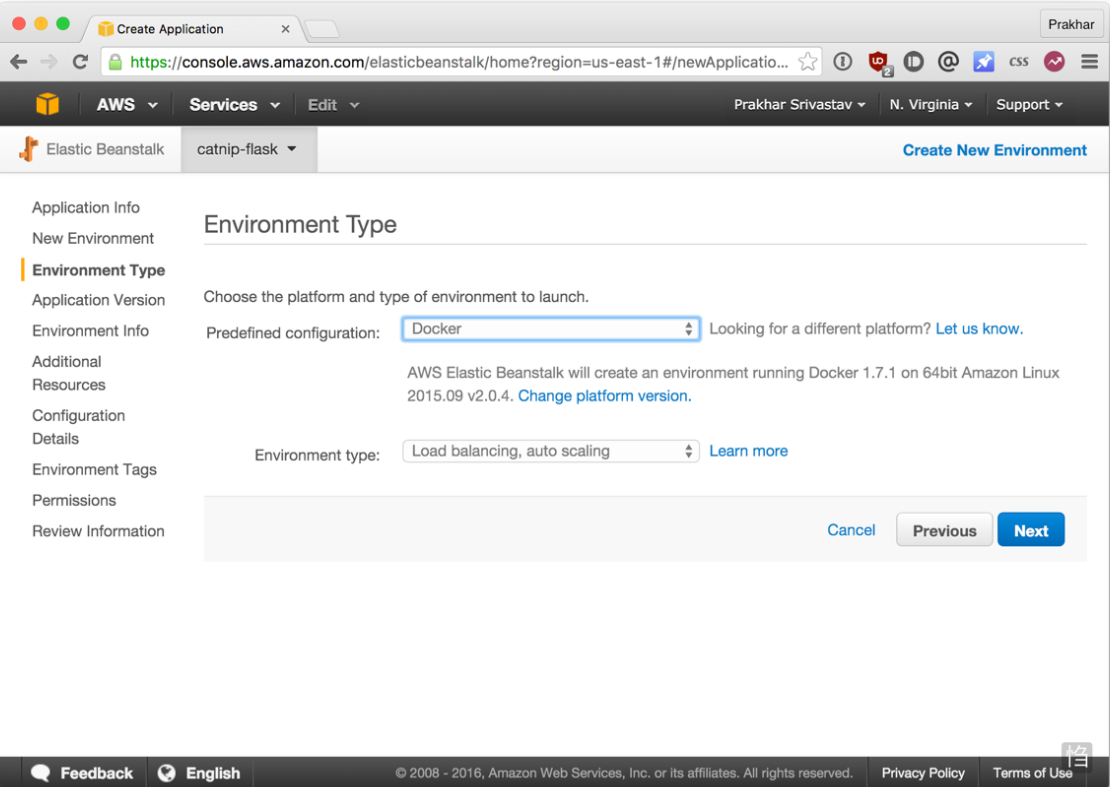 Create Application
Prakhar
https://console.aws.amazon.com/elasticbeanstalk/home?region=us-east-1#/newApplicatio...
2
css
AWS Services Edit Prakhar Srivastav N. Virginia Support
Elastic Beanstalk catnip-flask Create New Environment
Application Info
New Environment
Environment Type
Application Version
Environment Info
Additional
Resources
Configuration
Details
Environment Tags
Permissions
Review Information
Environment Type
Choose the platform and type of environment to launch.
Predefined configuration: Docker Looking for a different platform? Let us know.
AWS Elastic Beanstalk will create an environment running Docker 1.7.1 on 64bit Amazon Linux
2015.09 v2.0.4. Change platform version.
Environment type: Load balancing, auto scaling Learn more
Cancel Previous Next
Feedback English © 2008 - 2016, Amazon Web Services, Inc. or its affiliates. All rights reserved. Privacy Policy Terms of Use